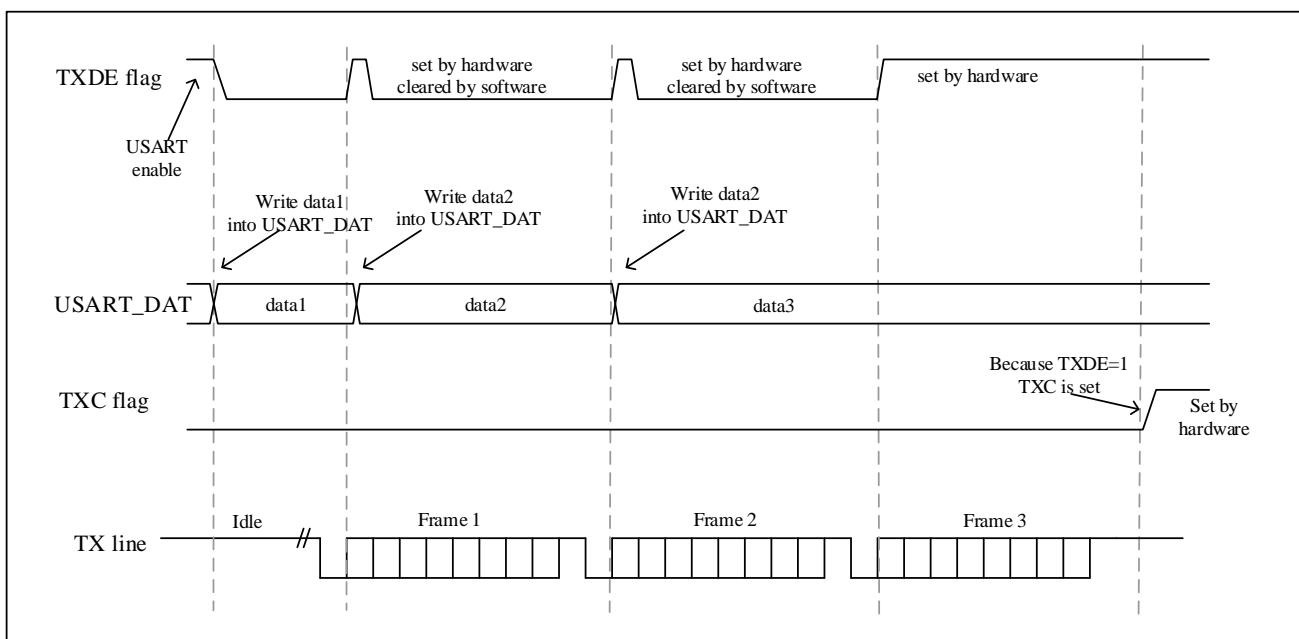 TXDE flag
set by hardware
cleared by software
set by hardware
cleared by software
set by hardware
USART
enable
Write data1
into USART_DAT
Write data2
into USART_DAT
Write data2
into USART_DAT
USART_DAT
data1
data2
data3
Because TXDE=1
TXC is set
TXC flag
Set by
hardware
Idle
Frame 1
Frame 2
Frame 3
TX line